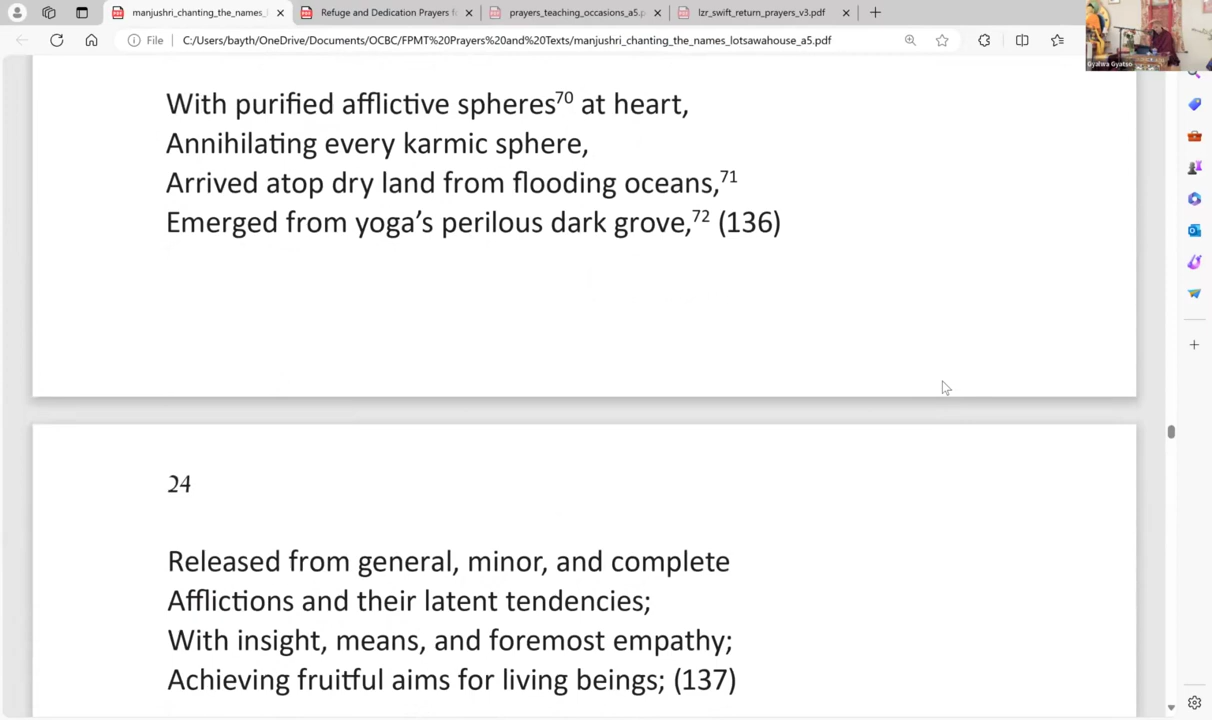 manjushri_chanting_the_names_l
Refuge and Dedication Prayers f
prayers_teaching_occasions_a5.p
lzr_swift_return_prayers_v3.pdf
File
C:/Users/bayth/OneDrive/Documents/OCBC/FPMT%20Prayers%20and%20Texts/manjushri_chanting_the_names_lotsawahouse_a5.pdf
Gyalwa Gyatso
With purified afflictive spheres70 at heart,
Annihilating every karmic sphere,
Arrived atop dry land from flooding oceans,71
Emerged from yoga’s perilous dark grove,72 (136)
24
Released from general, minor, and complete
Afflictions and their latent tendencies;
With insight, means, and foremost empathy;
Achieving fruitful aims for living beings; (137)